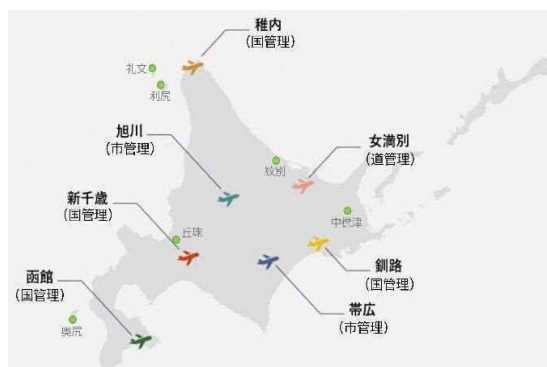 稚内
(国管理)
礼文
利尻
旭川
(市管理)
女満別
(道管理)
紋別
新千歳
(国管理)
中標津
丘珠
函館
(国管理)
釧路
(国管理)
帯広
(市管理)
奥尻